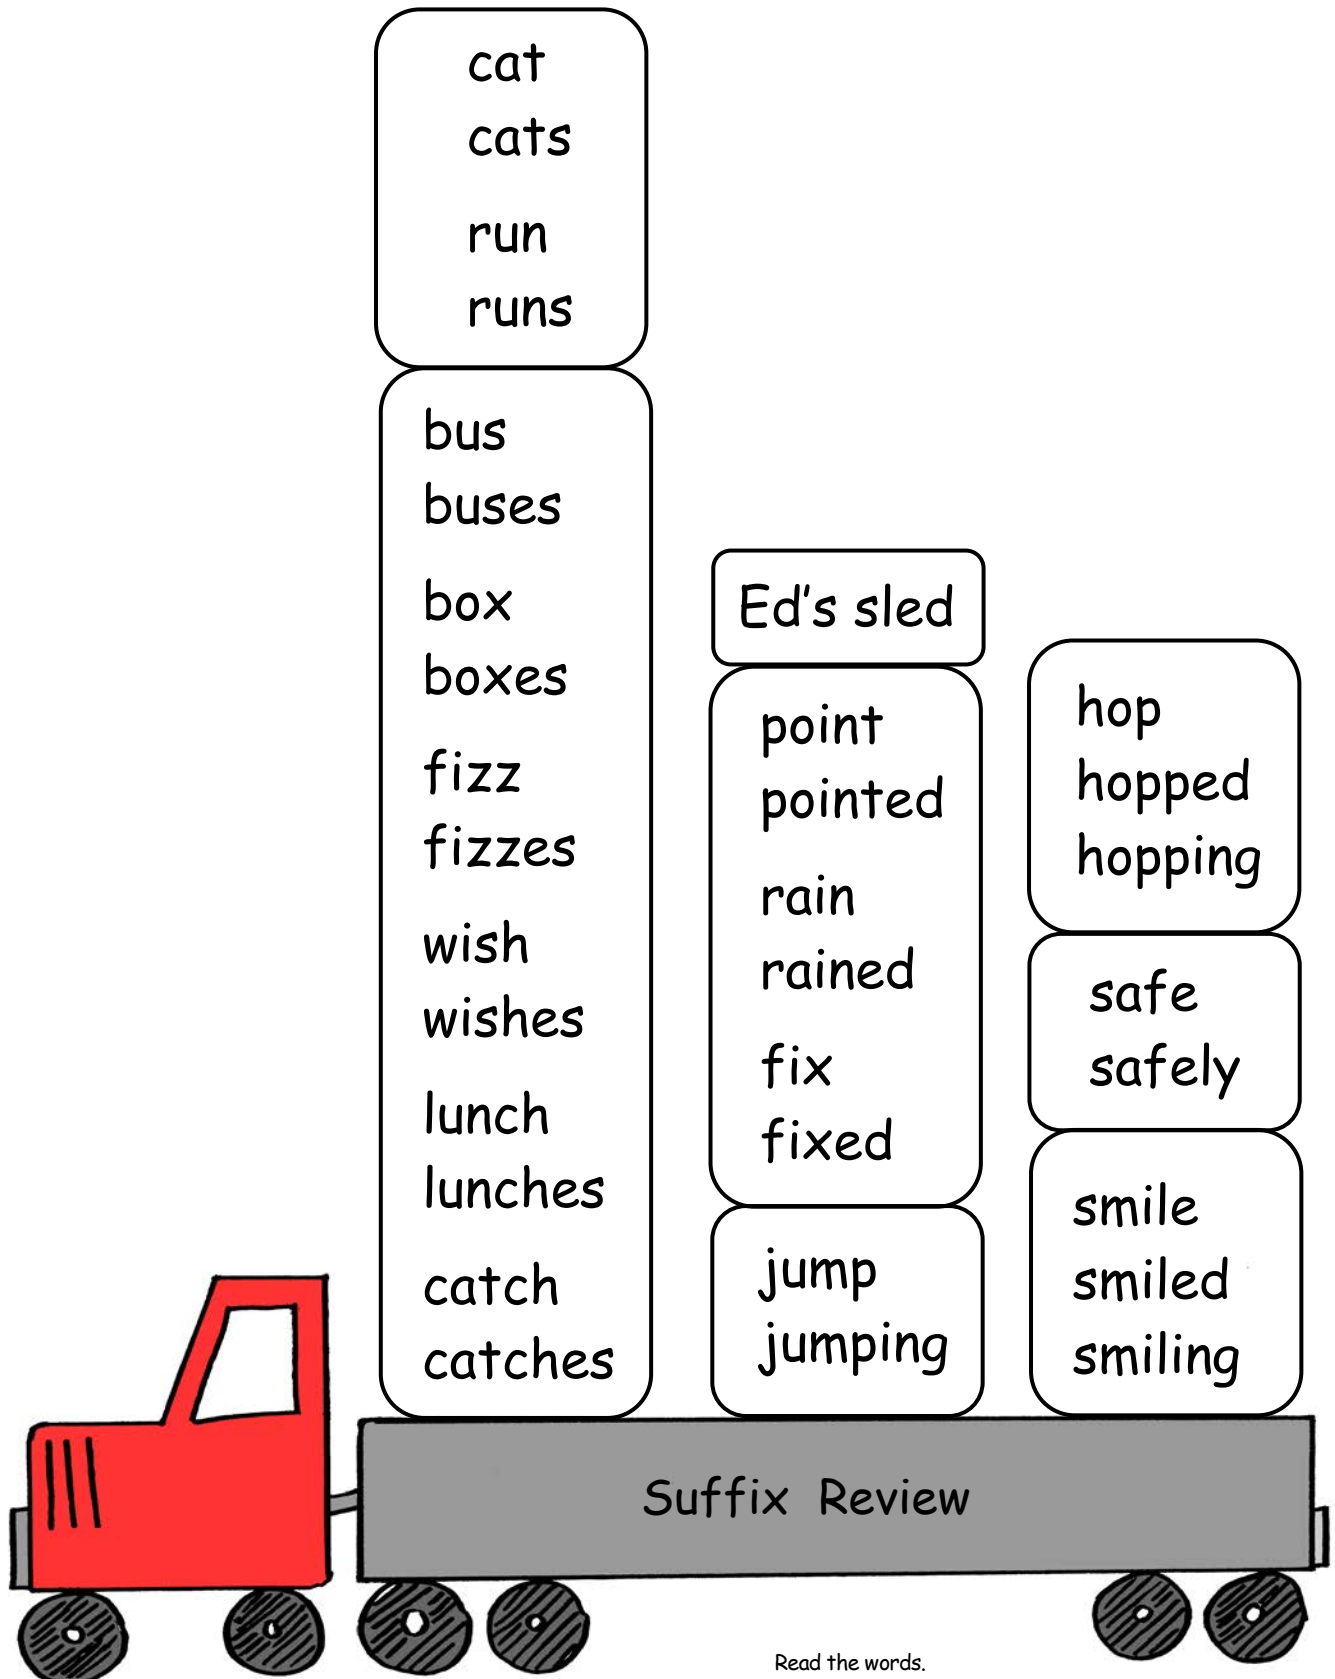 cat
cats
run
runs
bus
buses
box
boxes
fizz
fizzes
wish
wishes
lunch
lunches
catch
catches
Ed's sled
point
pointed
rain
rained
fix
fixed
jump
jumping
hop
hopped
hopping
safe
safely
smile
smiled
smiling
Suffix Review
Read the words.